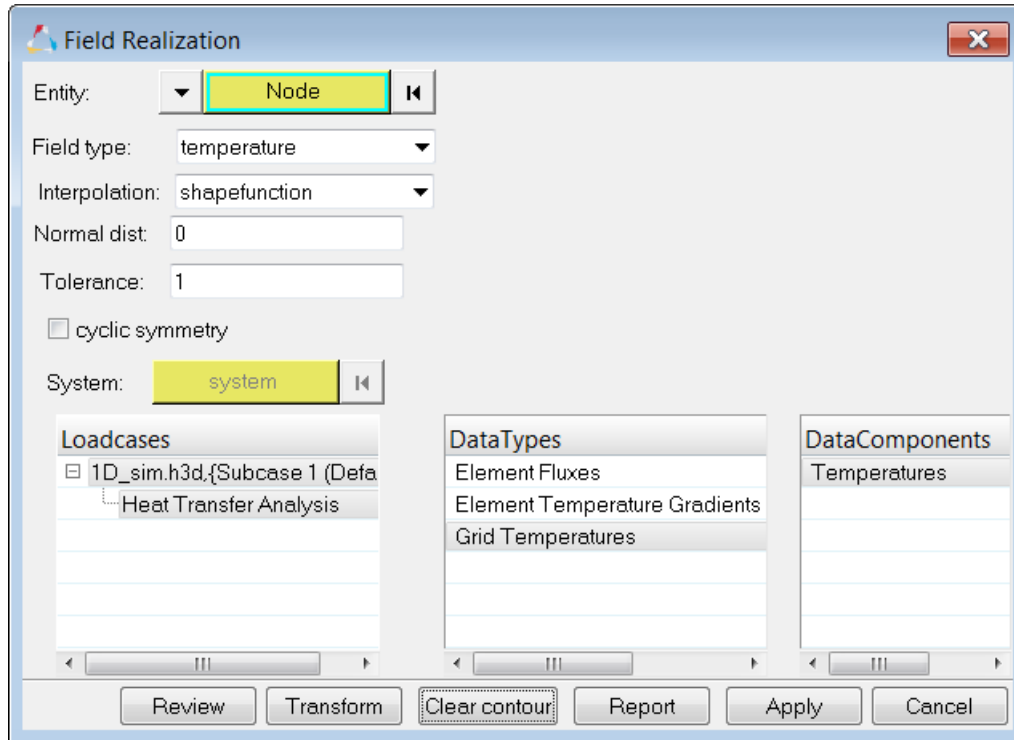 Field Realization
Entity: Node
Field type: temperature
Interpolation: shapefunction
Normal dist: 0
Tolerance: 1
cyclic symmetry
System: system
Loadcases DataTypes DataComponents
1D_sim.h3d,{Subcase 1 (Defa Element Fluxes Temperatures
Heat Transfer Analysis Element Temperature Gradients
Grid Temperatures
Review Transform Clear contour Report Apply Cancel